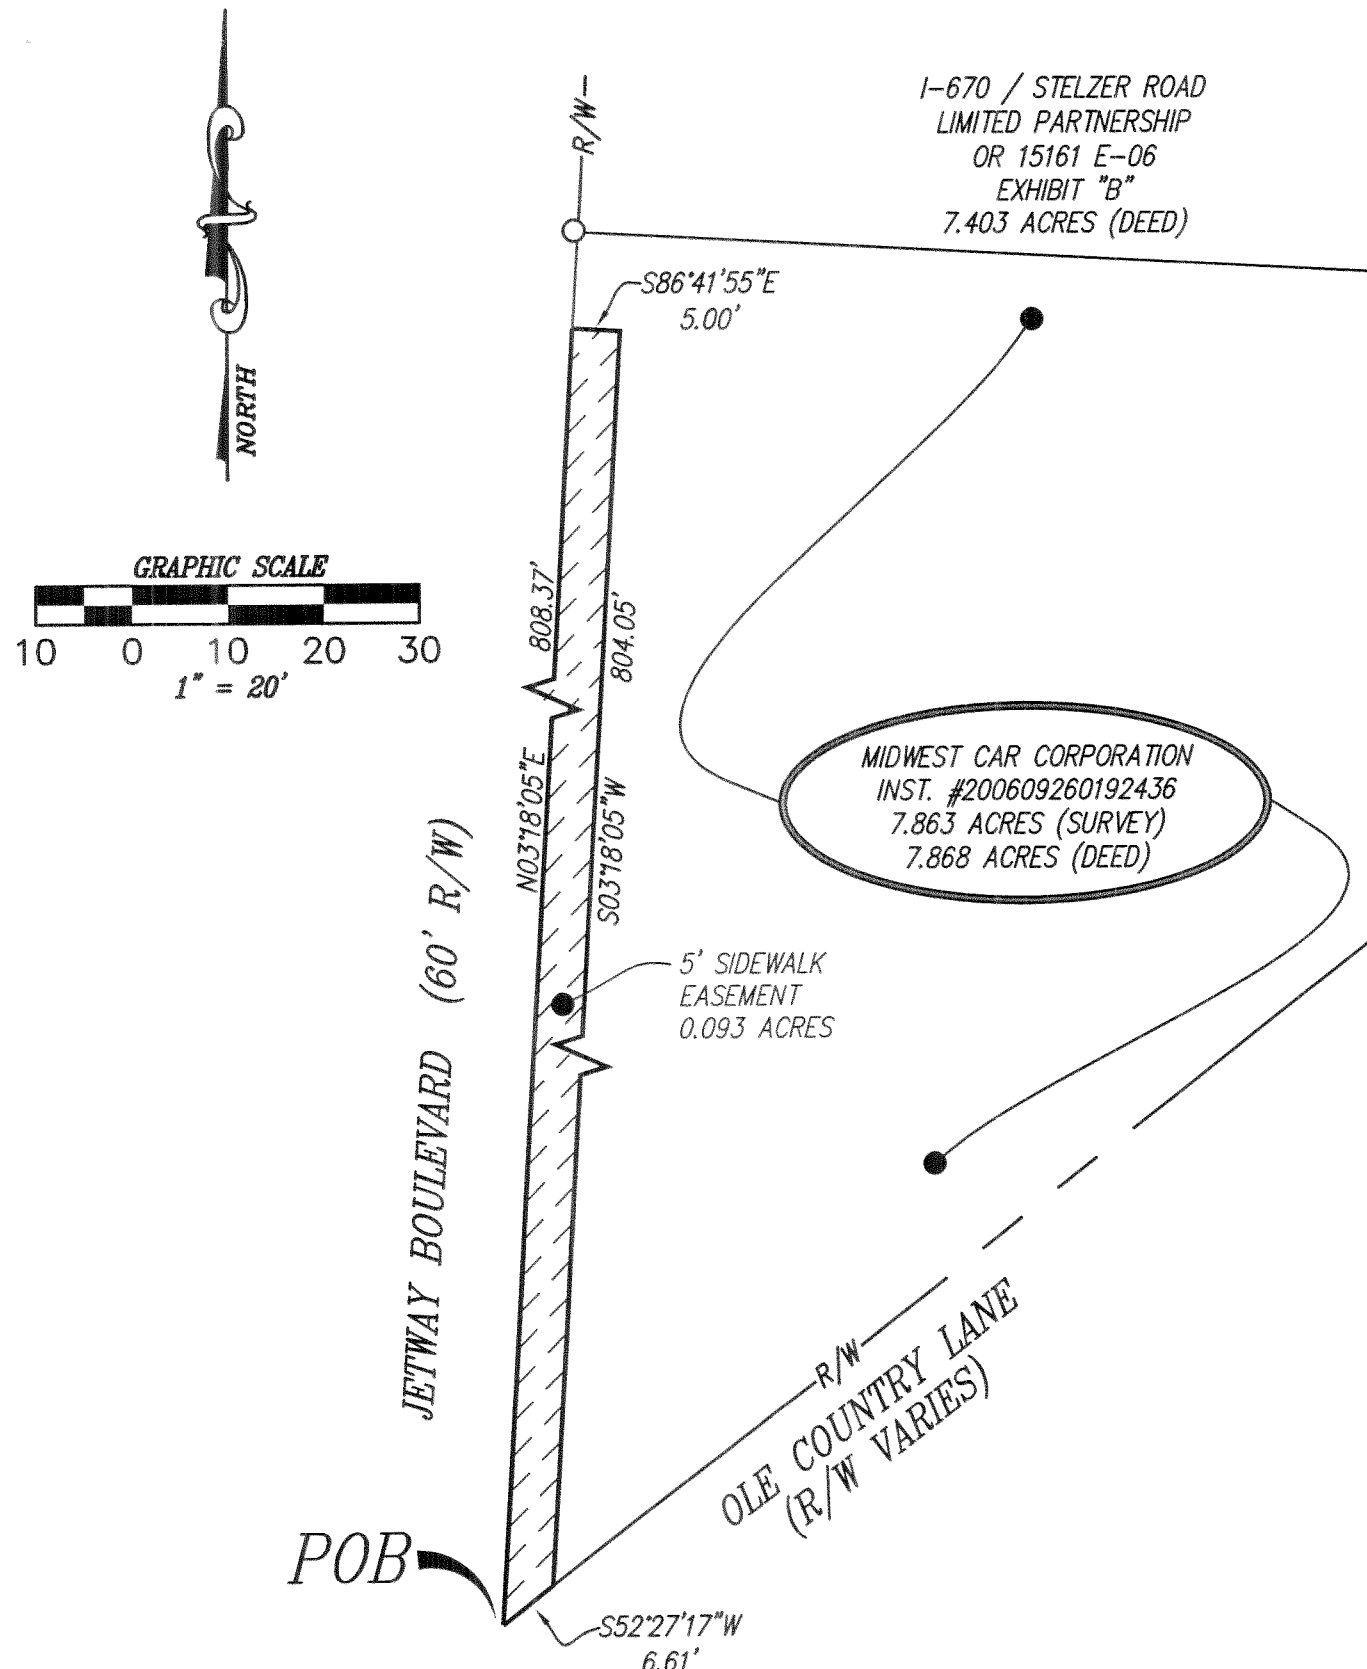 I-670 / STELZER ROAD
LIMITED PARTNERSHIP
OR 15161 E-06
EXHIBIT "B"
7.403 ACRES (DEED)
R/W
S86°41'55"E
5.00'
NORTH
GRAPHIC SCALE
10 0 10 20 30
1" = 20'
808.37'
804.05'
N03°18'05"E
S03°18'05"W
MIDWEST CAR CORPORATION
INST. #200609260192436
7.863 ACRES (SURVEY)
7.868 ACRES (DEED)
5' SIDEWALK
EASEMENT
0.093 ACRES
JETWAY BOULEVARD (60' R/W)
R/W
OLE COUNTRY LANE
(R/W VARIES)
POB
S52°27'17"W
6.61'